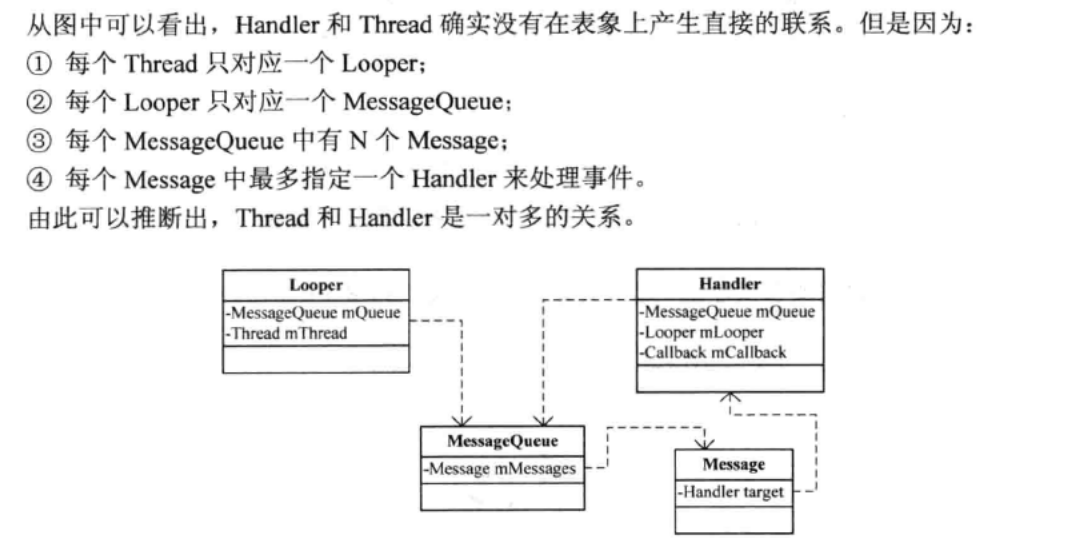 从图中可以看出，Handler 和 Thread 确实没有在表象上产生直接的联系。但是因为：
① 每个 Thread 只对应一个 Looper；
② 每个 Looper 只对应一个 MessageQueue；
③ 每个 MessageQueue 中有 N 个 Message；
④ 每个 Message 中最多指定一个 Handler 来处理事件。
由此可以推断出，Thread 和 Handler 是一对多的关系。
Looper
-MessageQueue mQueue
-Thread mThread
Handler
-MessageQueue mQueue
-Looper mLooper
-Callback mCallback
MessageQueue
-Message mMessages
Message
-Handler target